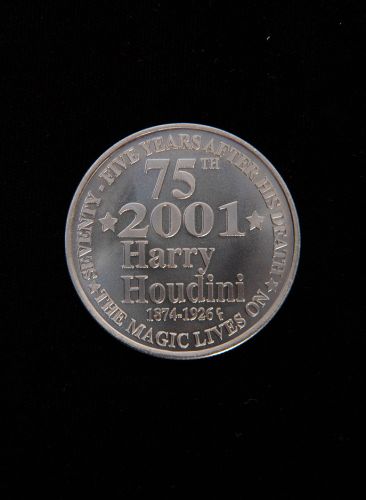 SEVENTY - FIVE YEARS AFTER HIS DEATH
75TH
2001
Harry
Houdini
1874-1926
THE MAGIC LIVES ON